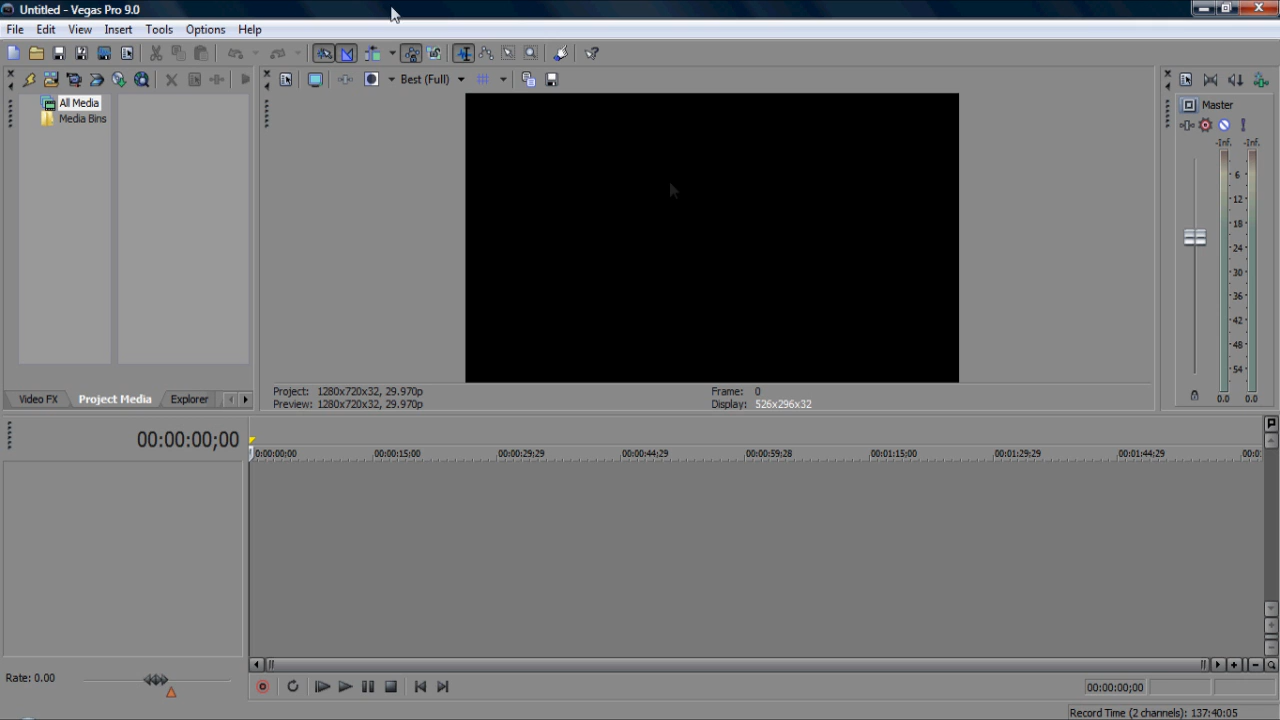 Untitled - Vegas Pro 9.0
File Edit View Insert Tools Options Help
Best (Full)
All Media
Media Bins
Master
-Inf. -Inf.
6
12
18
24
30
36
42
48
54
0.0 0.0
Project: 1280x720x32, 29.970p
Preview: 1280x720x32, 29.970p
Frame: 0
Display: 526x296x32
Video FX Project Media Explorer
00:00:00;00
0:00:00:00 00:00:15;00 00:00:29;29 00:00:44;29 00:00:59;28 00:01:15;00 00:01:29;29 00:01:44;29
Rate: 0.00
00:00:00;00
Record Time (2 channels): 137:40:05